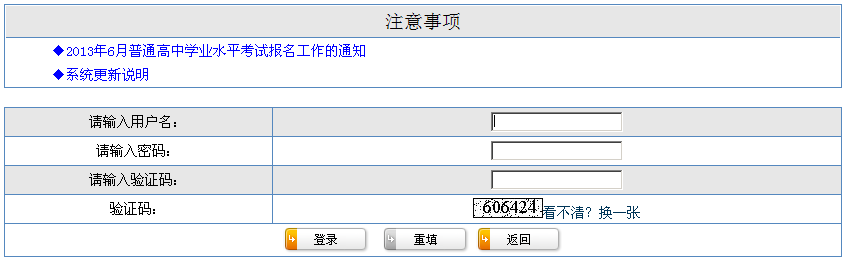 注意事项
◆2013年6月普通高中学业水平考试报名工作的通知
◆系统更新说明
请输入用户名:
请输入密码:
请输入验证码:
验证码: 606424 看不清？换一张
登录 重填 返回